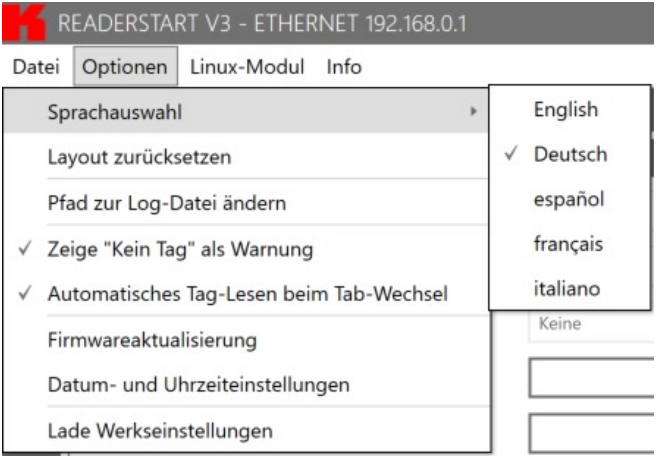 READERSTART V3 - ETHERNET 192.168.0.1
Datei Optionen Linux-Modul Info
Sprachauswahl
Layout zurücksetzen
Pfad zur Log-Datei ändern
✓ Zeige "Kein Tag" als Warnung
✓ Automatisches Tag-Lesen beim Tab-Wechsel
Firmwareaktualisierung
Datum- und Uhrzeiteinstellungen
Lade Werkseinstellungen
English
✓ Deutsch
español
français
italiano
Keine